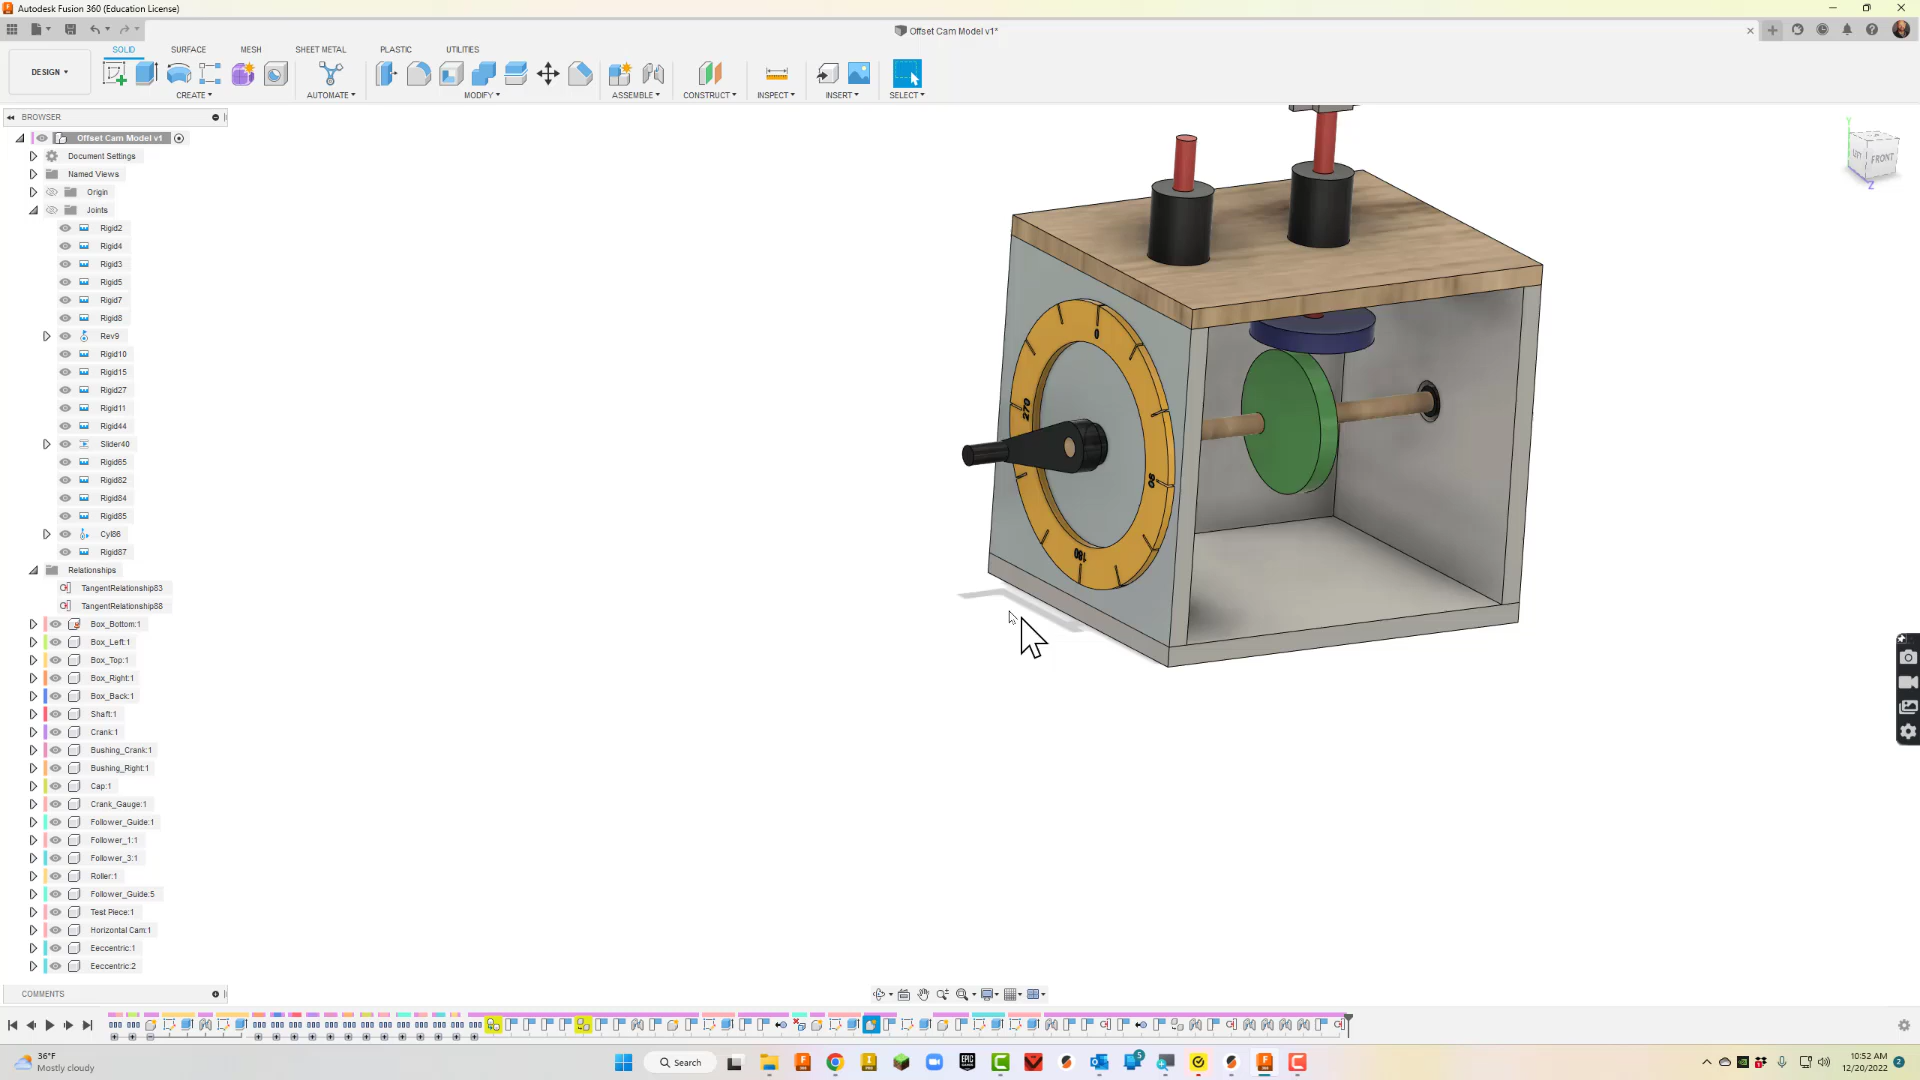 Autodesk Fusion 360 (Education License)
Offset Cam Model v1*
SOLID SURFACE MESH SHEET METAL PLASTIC UTILITIES
DESIGN
CREATE AUTOMATE MODIFY ASSEMBLE CONSTRUCT INSPECT INSERT SELECT
BROWSER
Offset Cam Model v1
Document Settings
Named Views
Origin
Joints
Rigid2
Rigid4
Rigid3
Rigid5
Rigid7
Rigid8
Rev9
Rigid10
Rigid15
Rigid27
Rigid11
Rigid44
Slider40
Rigid65
Rigid82
Rigid84
Rigid85
Cyl86
Rigid87
Relationships
TangentRelationship83
TangentRelationship88
Box_Bottom:1
Box_Left:1
Box_Top:1
Box_Right:1
Box_Back:1
Shaft:1
Crank:1
Bushing_Crank:1
Bushing_Right:1
Cap:1
Crank_Gauge:1
Follower_Guide:1
Follower_1:1
Follower_3:1
Roller:1
Follower_Guide:5
Test Piece:1
Horizontal Cam:1
Eeccentric:1
Eeccentric:2
COMMENTS
Y
LEFT FRONT
Z
0
270
90
180
36°F
Mostly cloudy
Search
10:52 AM
12/20/2022